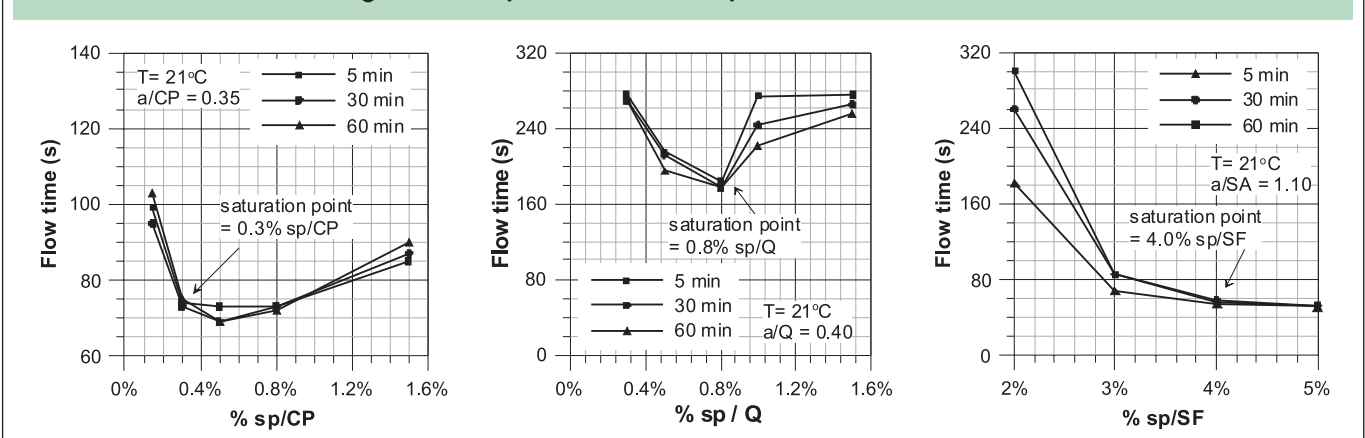 140
120
100
80
60
Flow time (s)
T= 21°C
a/CP = 0.35
5 min
30 min
60 min
saturation point
= 0.3% sp/CP
0%
0.4%
0.8%
1.2%
1.6%
% sp/CP
320
240
160
80
0
Flow time (s)
saturation point
= 0.8% sp/Q
5 min
30 min
60 min
T= 21°C
a/Q = 0.40
0%
0.4%
0.8%
1.2%
1.6%
% sp / Q
320
240
160
80
0
Flow time (s)
5 min
30 min
60 min
T= 21°C
a/SA = 1.10
saturation point
= 4.0% sp/SF
2%
3%
4%
5%
% sp/SF